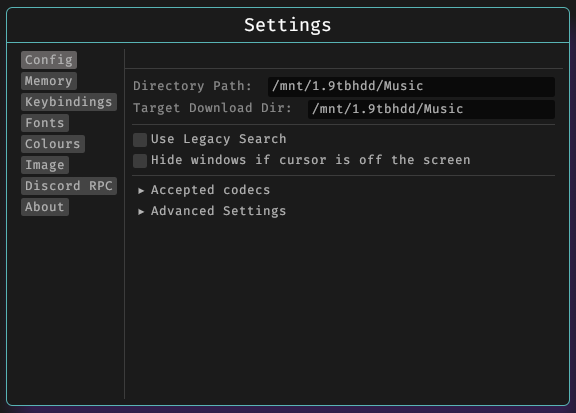 Settings
Config
Memory
Keybindings
Fonts
Colours
Image
Discord RPC
About
Directory Path: /mnt/1.9tbhdd/Music
Target Download Dir: /mnt/1.9tbhdd/Music
Use Legacy Search
Hide windows if cursor is off the screen
▸ Accepted codecs
▸ Advanced Settings